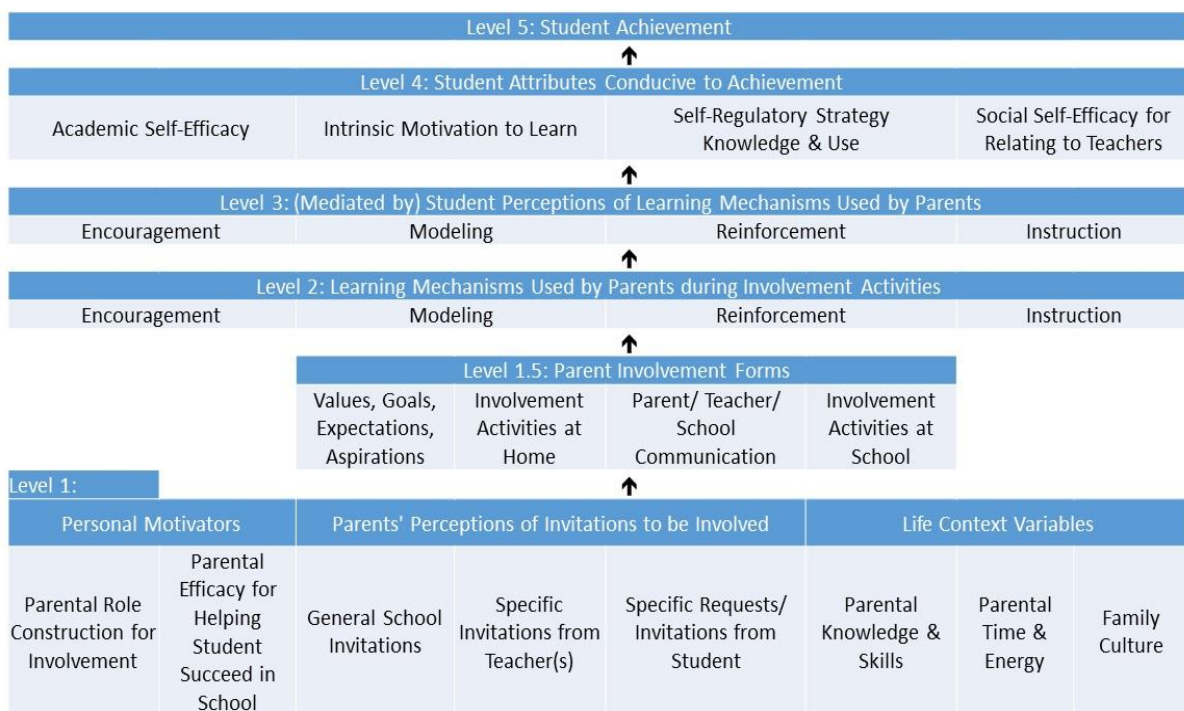 Level 5: Student Achievement
Level 4: Student Attributes Conducive to Achievement
Academic Self-Efficacy
Intrinsic Motivation to Learn
Self-Regulatory Strategy
Knowledge & Use
Social Self-Efficacy for
Relating to Teachers
Level 3: (Mediated by) Student Perceptions of Learning Mechanisms Used by Parents
Encouragement
Modeling
Reinforcement
Instruction
Level 2: Learning Mechanisms Used by Parents during Involvement Activities
Encouragement
Modeling
Reinforcement
Instruction
Level 1.5: Parent Involvement Forms
Values, Goals,
Expectations,
Aspirations
Involvement
Activities at
Home
Parent/ Teacher/
School
Communication
Involvement
Activities at
School
Level 1:
Personal Motivators
Parents' Perceptions of Invitations to be Involved
Life Context Variables
Parental Role
Construction for
Involvement
Parental
Efficacy for
Helping
Student
Succeed in
School
General School
Invitations
Specific
Invitations from
Teacher(s)
Specific Requests/
Invitations from
Student
Parental
Knowledge &
Skills
Parental
Time &
Energy
Family
Culture